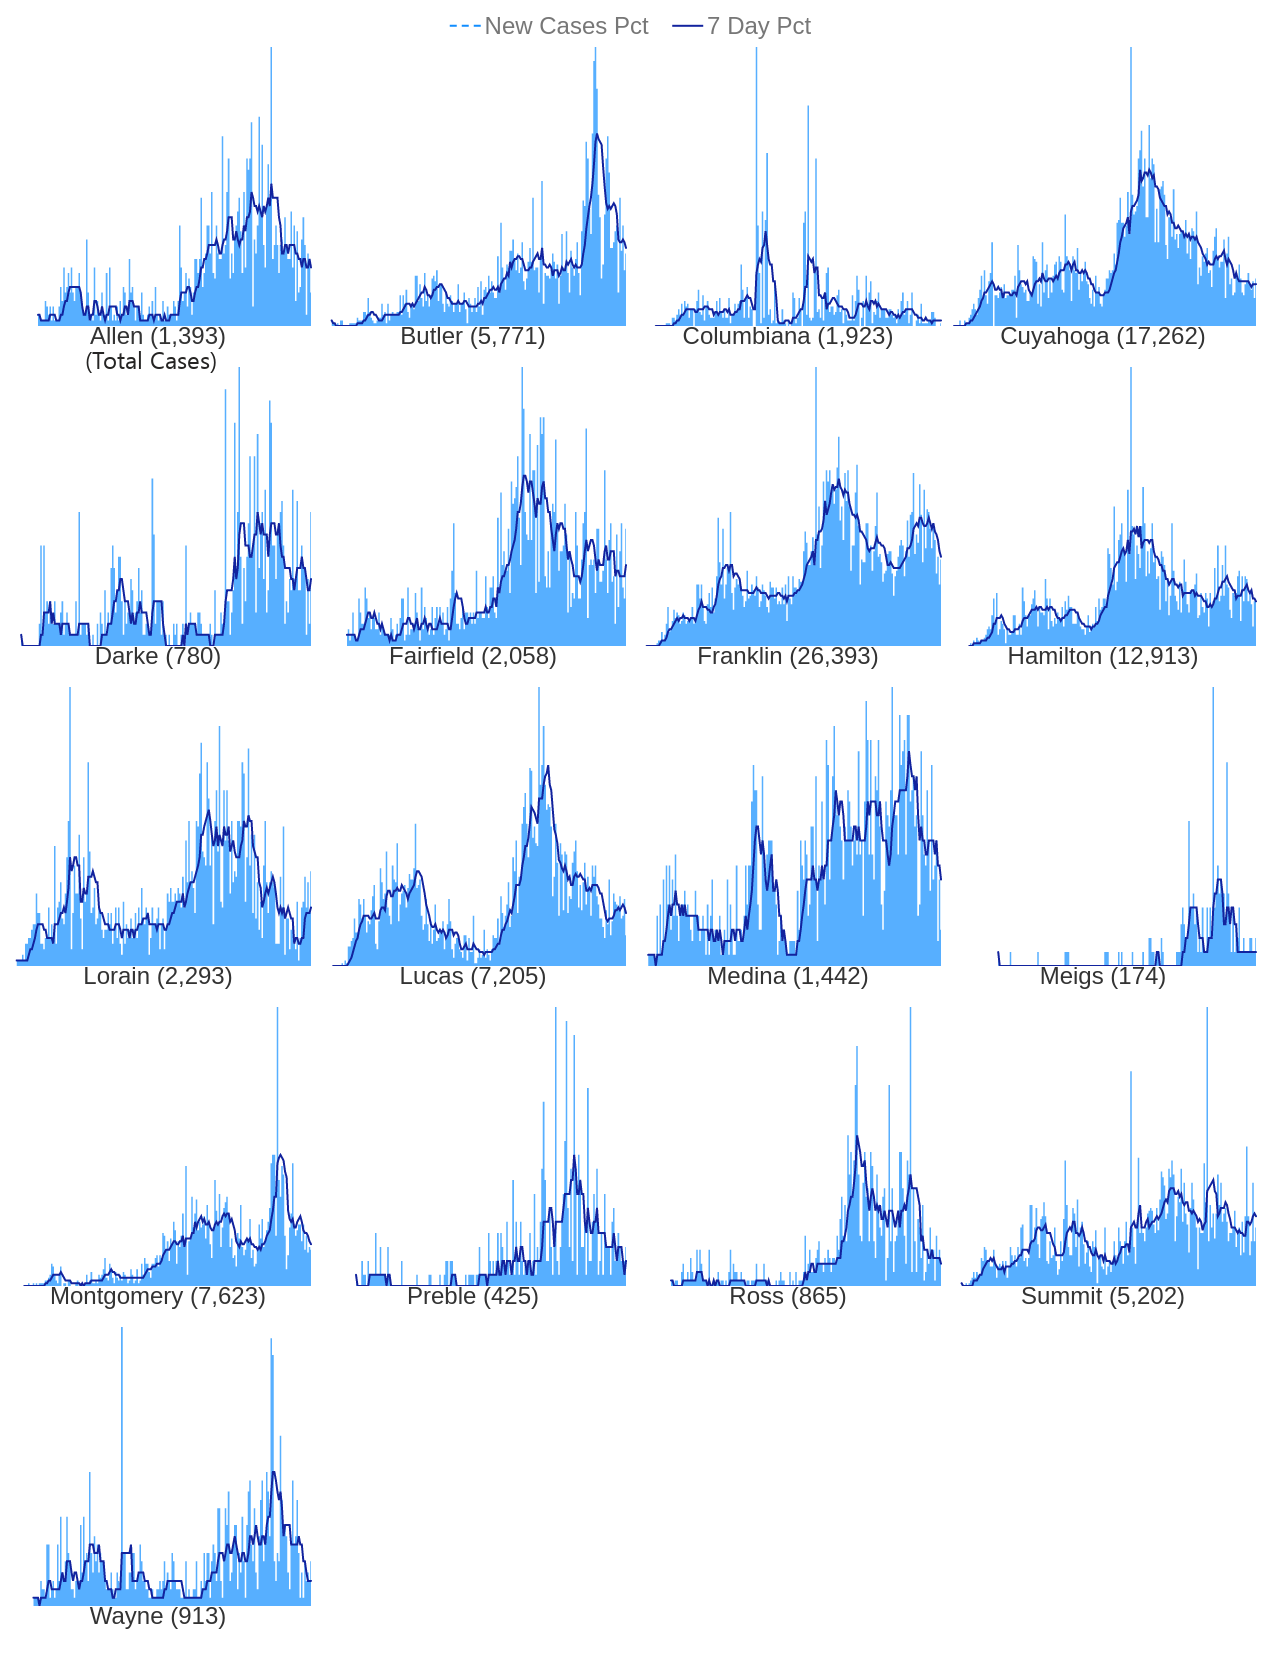 New Cases Pct 7 Day Pct
Allen (1,393) Butler (5,771) Columbiana (1,923) Cuyahoga (17,262)
(Total Cases)
Darke (780) Fairfield (2,058) Franklin (26,393) Hamilton (12,913)
Lorain (2,293) Lucas (7,205) Medina (1,442) Meigs (174)
Montgomery (7,623) Preble (425) Ross (865) Summit (5,202)
Wayne (913)